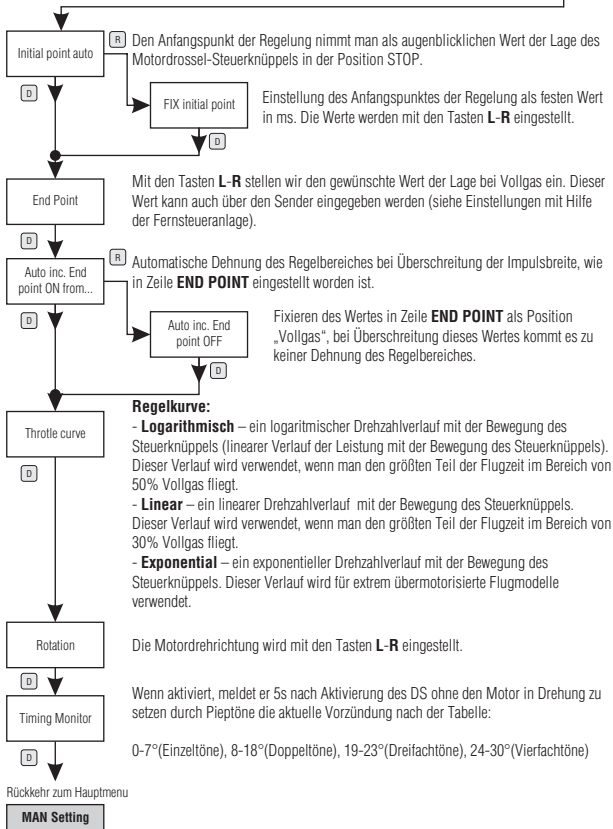 Initial point auto
R
Den Anfangspunkt der Regelung nimmt man als augenblicklichen Wert der Lage des
Motordrossel-Steuerknüppels in der Position STOP.
D
FIX initial point
Einstellung des Anfangspunktes der Regelung als festen Wert
in ms. Die Werte werden mit den Tasten L-R eingestellt.
D
End Point
Mit den Tasten L-R stellen wir den gewünschte Wert der Lage bei Vollgas ein. Dieser
Wert kann auch über den Sender eingegeben werden (siehe Einstellungen mit Hilfe
der Fernsteueranlage).
D
Auto inc. End
point ON from...
R
Automatische Dehnung des Regelbereiches bei Überschreitung der Impulsbreite, wie
in Zeile END POINT eingestellt worden ist.
D
Auto inc. End
point OFF
Fixieren des Wertes in Zeile END POINT als Position
„Vollgas“, bei Überschreitung dieses Wertes kommt es zu
keiner Dehnung des Regelbereiches.
D
Throtle curve
D
Regelkurve:
- Logarithmisch – ein logaritmischer Drehzahlverlauf mit der Bewegung des
Steuerknüppels (linearer Verlauf der Leistung mit der Bewegung des Steuerknüppels).
Dieser Verlauf wird verwendet, wenn man den größten Teil der Flugzeit im Bereich von
50% Vollgas fliegt.
- Linear – ein linearer Drehzahlverlauf mit der Bewegung des Steuerknüppels.
Dieser Verlauf wird verwendet, wenn man den größten Teil der Flugzeit im Bereich von
30% Vollgas fliegt.
- Exponential – ein exponentieller Drehzahlverlauf mit der Bewegung des
Steuerknüppels. Dieser Verlauf wird für extrem übermotorisierte Flugmodelle
verwendet.
Rotation
Die Motordrehrichtung wird mit den Tasten L-R eingestellt.
D
Timing Monitor
Wenn aktiviert, meldet er 5s nach Aktivierung des DS ohne den Motor in Drehung zu
setzen durch Pieptöne die aktuelle Vorzündung nach der Tabelle:
0-7°(Einzeltöne), 8-18°(Doppeltöne), 19-23°(Dreifachtöne), 24-30°(Vierfachtöne)
D
Rückkehr zum Hauptmenu
MAN Setting